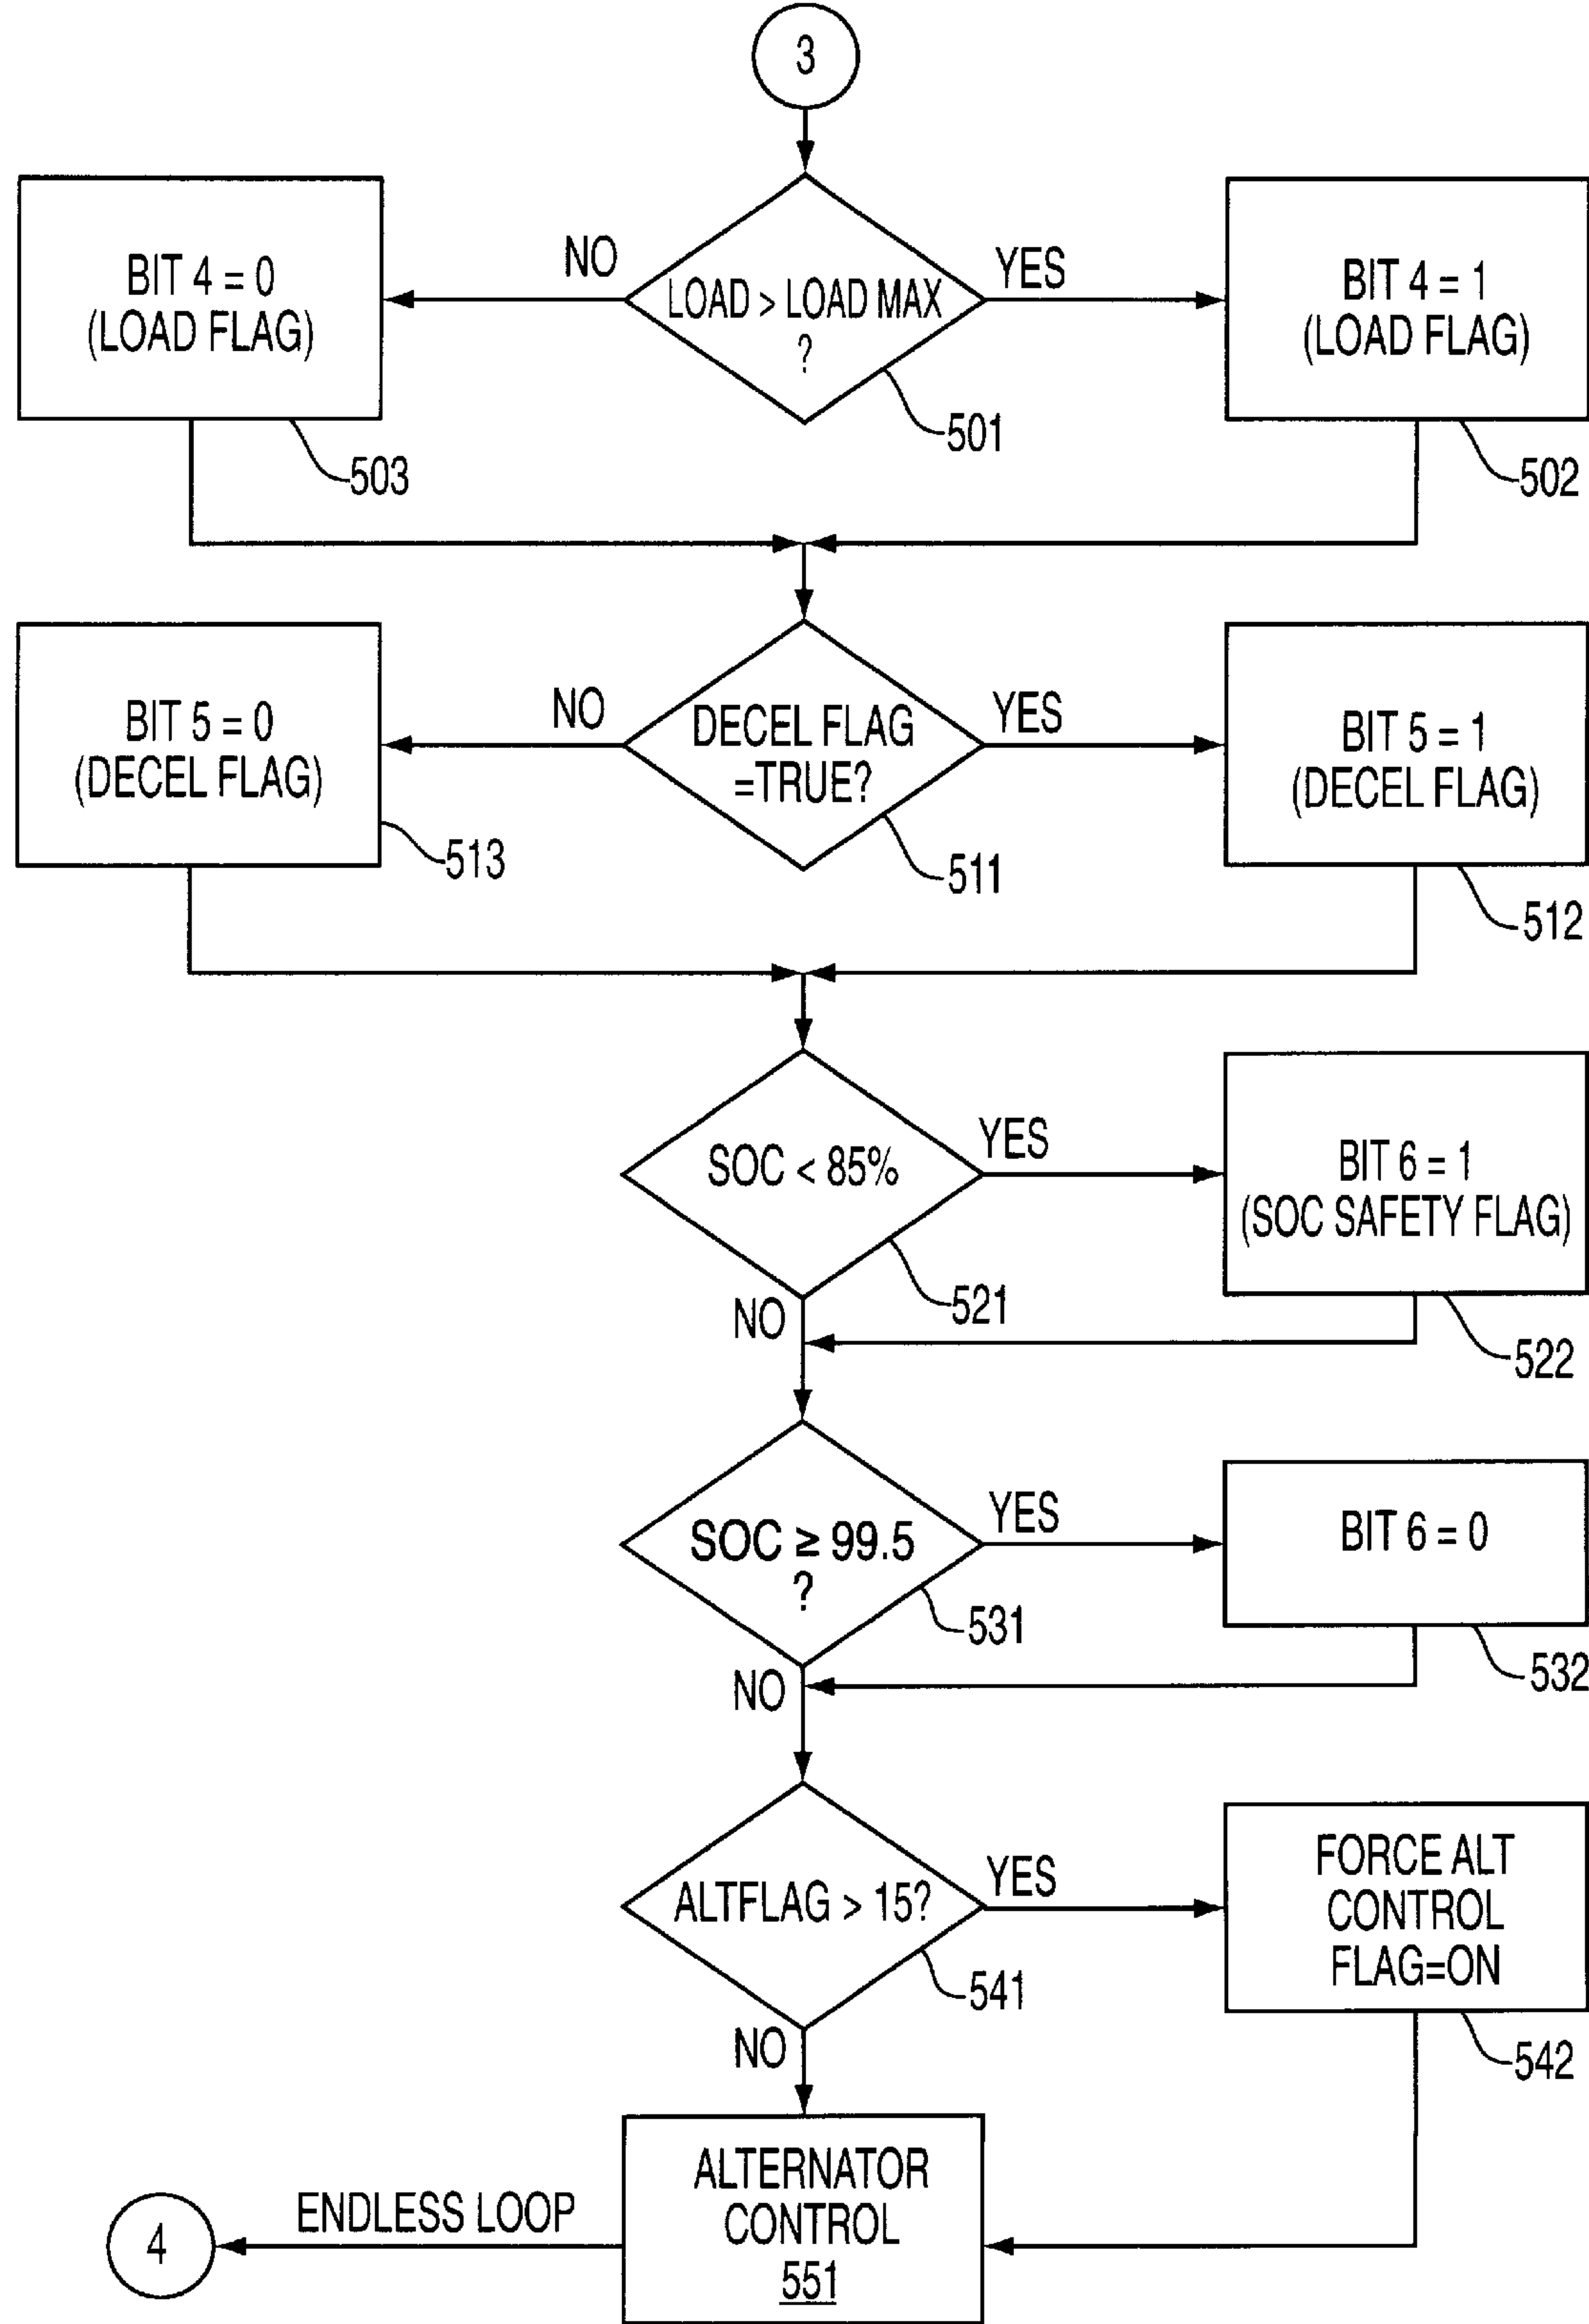 3
NO
YES
BIT 4 = 0
(LOAD FLAG)
LOAD > LOAD MAX
?
BIT 4 = 1
(LOAD FLAG)
501
503
502
NO
YES
BIT 5 = 0
(DECEL FLAG)
DECEL FLAG
=TRUE?
BIT 5 = 1
(DECEL FLAG)
513
511
512
YES
SOC < 85%
BIT 6 = 1
(SOC SAFETY FLAG)
521
NO
522
YES
SOC ≥ 99.5
?
BIT 6 = 0
531
NO
532
YES
ALTFLAG > 15?
FORCE ALT
CONTROL
FLAG=ON
541
NO
542
ALTERNATOR
CONTROL
551
ENDLESS LOOP
4